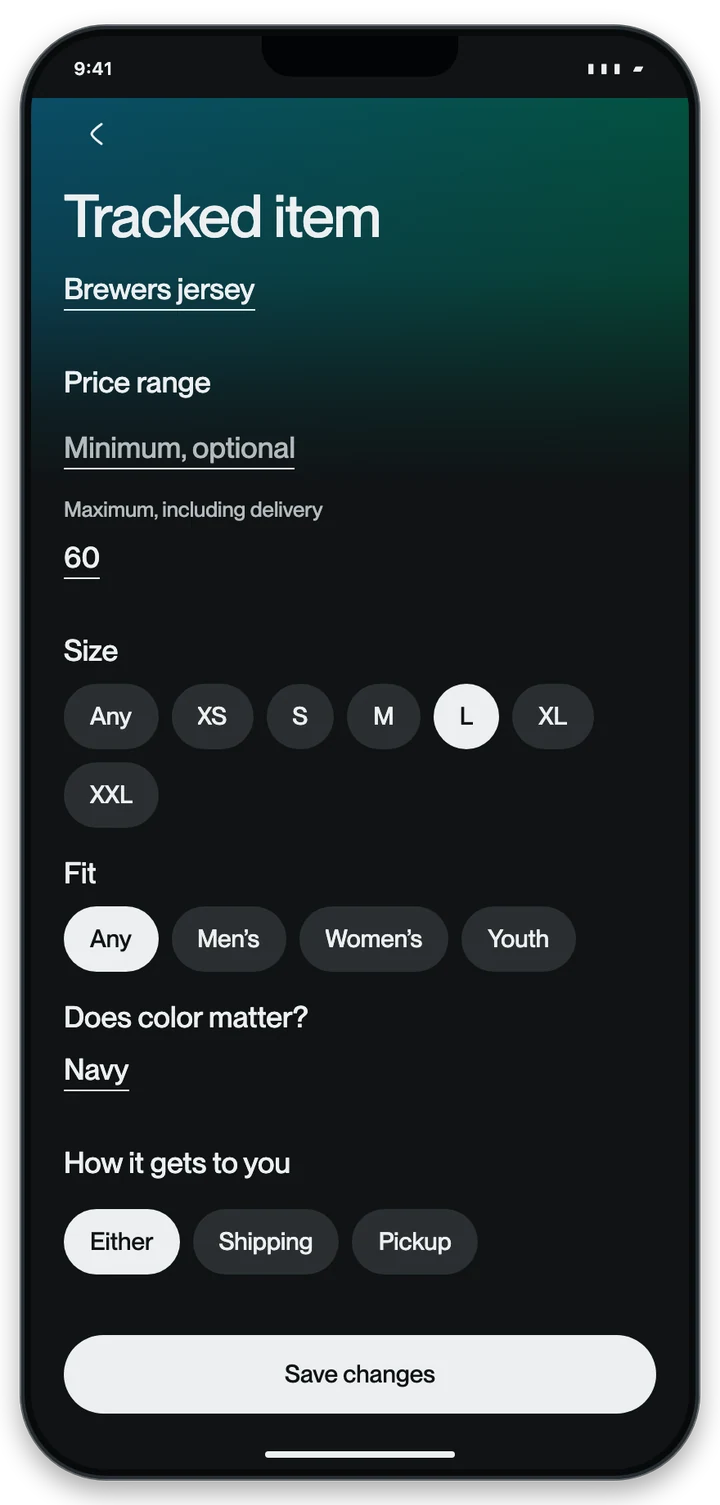 9:41
Tracked item
Brewers jersey
Price range
Minimum, optional
Maximum, including delivery
60
Size
Any XS S M L XL
XXL
Fit
Any Men’s Women’s Youth
Does color matter?
Navy
How it gets to you
Either Shipping Pickup
Save changes